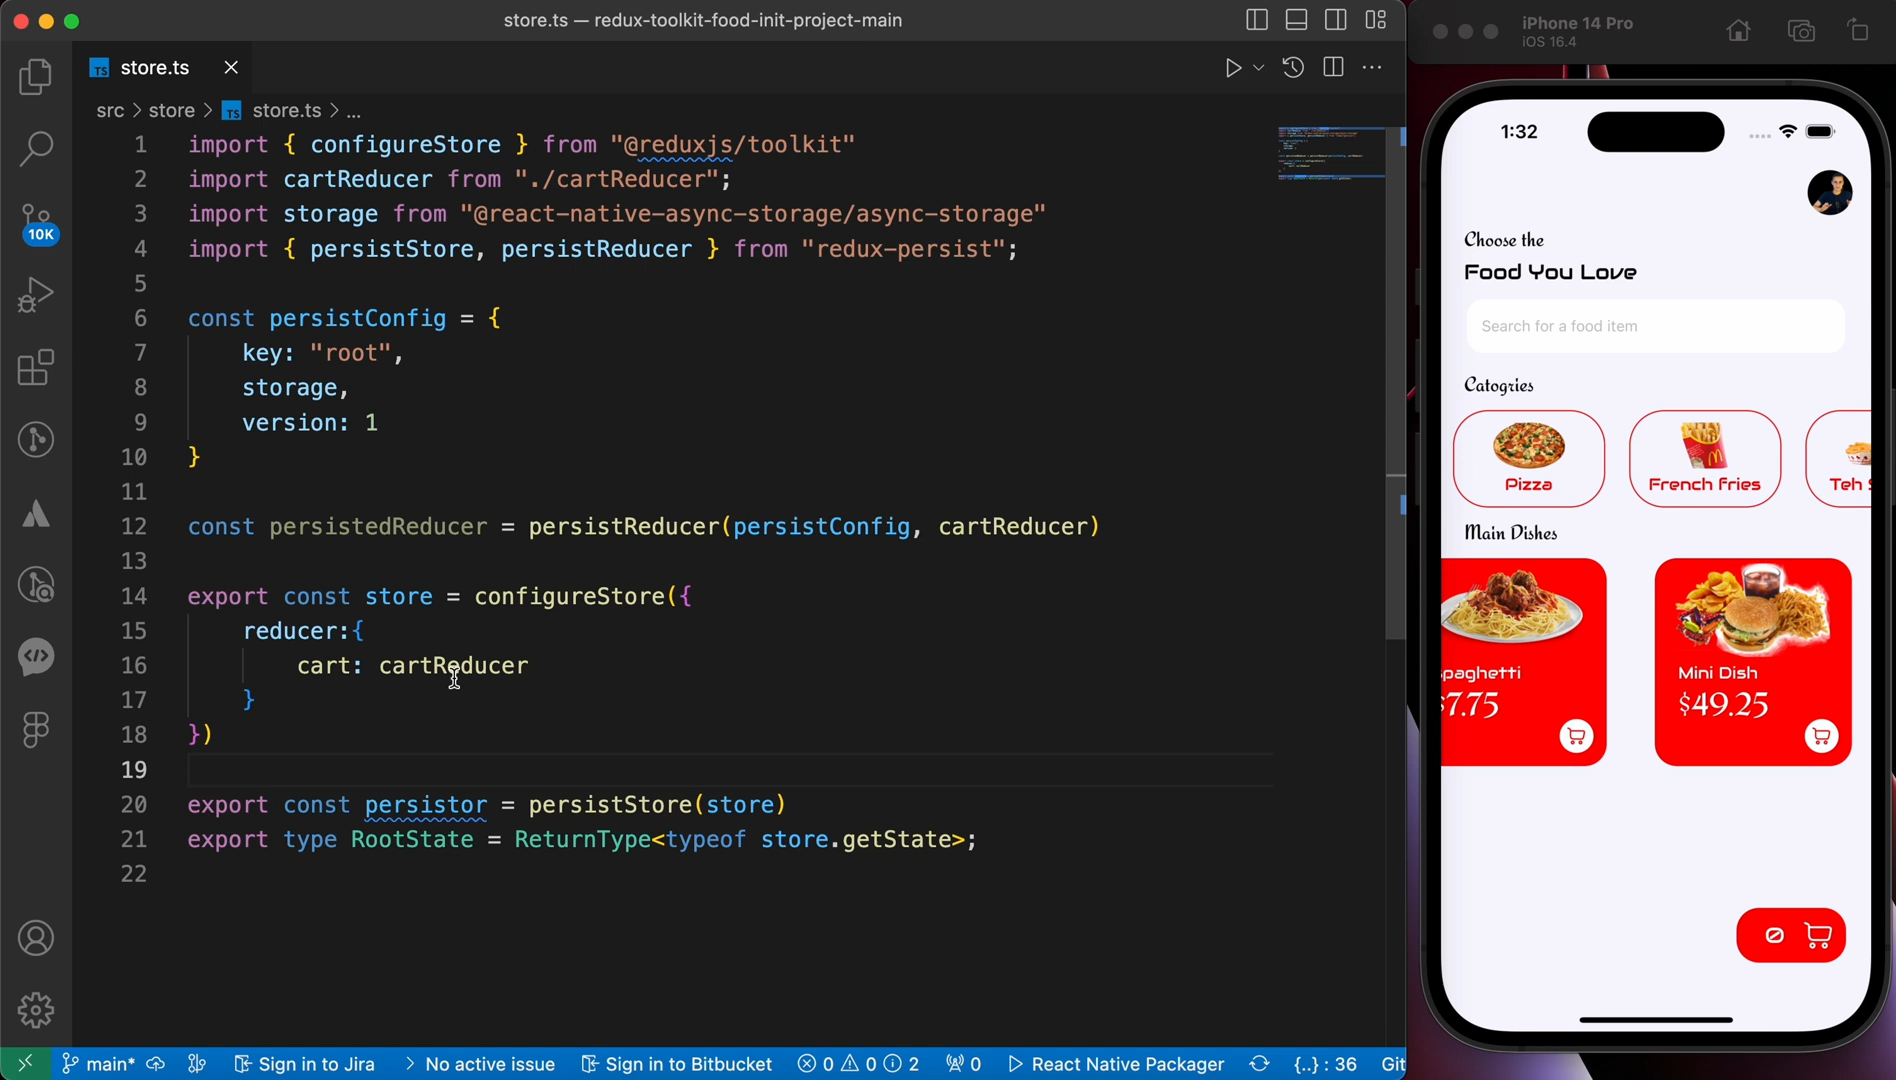 store.ts — redux-toolkit-food-init-project-main
TS store.ts
src > store > TS store.ts > ...
1 import { configureStore } from "@reduxjs/toolkit"
2 import cartReducer from "./cartReducer";
3 import storage from "@react-native-async-storage/async-storage"
4 import { persistStore, persistReducer } from "redux-persist";
5
6 const persistConfig = {
7 key: "root",
8 storage,
9 version: 1
10 }
11
12 const persistedReducer = persistReducer(persistConfig, cartReducer)
13
14 export const store = configureStore({
15 reducer:{
16 cart: cartReducer
17 }
18 })
19
20 export const persistor = persistStore(store)
21 export type RootState = ReturnType<typeof store.getState>;
22
10K
main* Sign in to Jira > No active issue Sign in to Bitbucket 0 0 2 0 React Native Packager {..} : 36 Git
iPhone 14 Pro
iOS 16.4
1:32
Choose the
Food You Love
Search for a food item
Catogries
Pizza
French fries
Teh S
Main Dishes
paghetti
$7.75
Mini Dish
$49.25
0